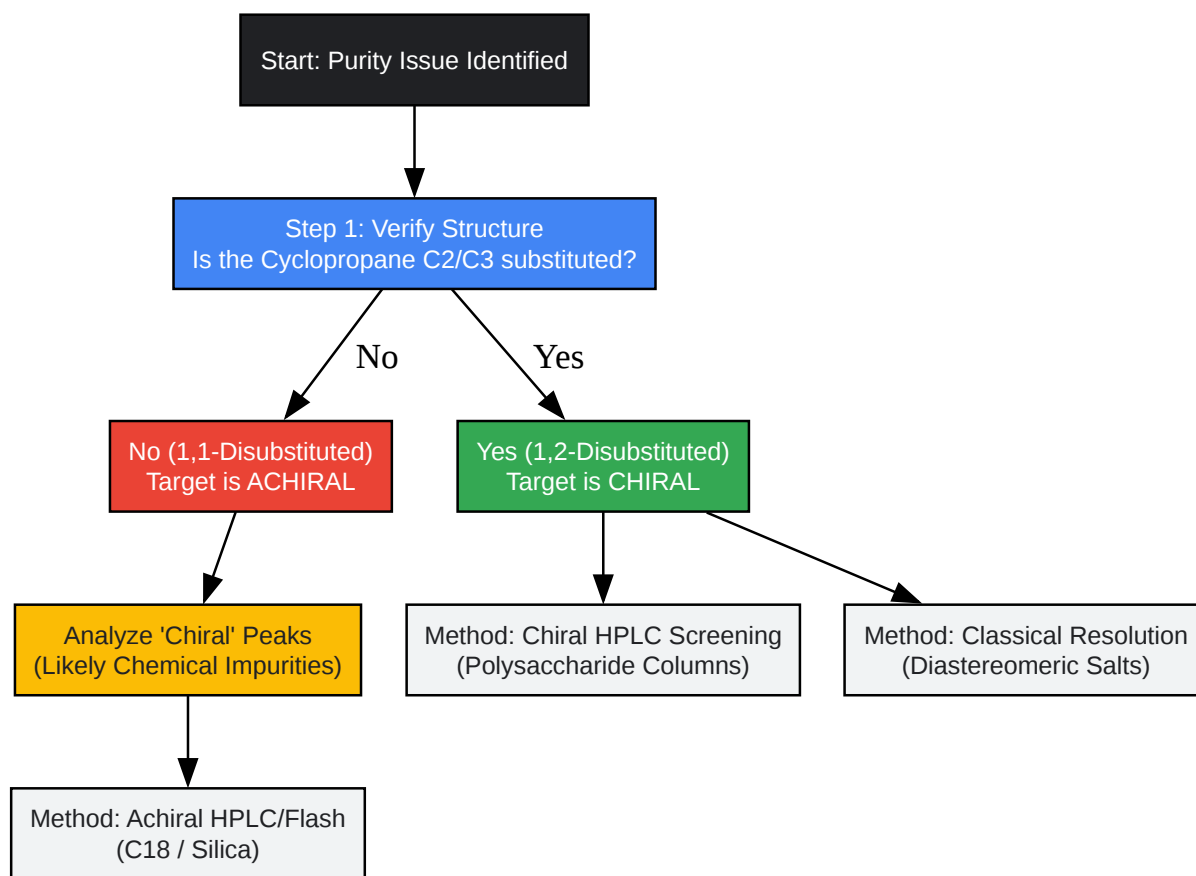 Start: Purity Issue Identified
Step 1: Verify Structure
Is the Cyclopropane C2/C3 substituted?
No
Yes
No (1,1-Disubstituted)
Target is ACHIRAL
Yes (1,2-Disubstituted)
Target is CHIRAL
Analyze 'Chiral' Peaks
(Likely Chemical Impurities)
Method: Chiral HPLC Screening
(Polysaccharide Columns)
Method: Classical Resolution
(Diastereomeric Salts)
Method: Achiral HPLC/Flash
(C18 / Silica)